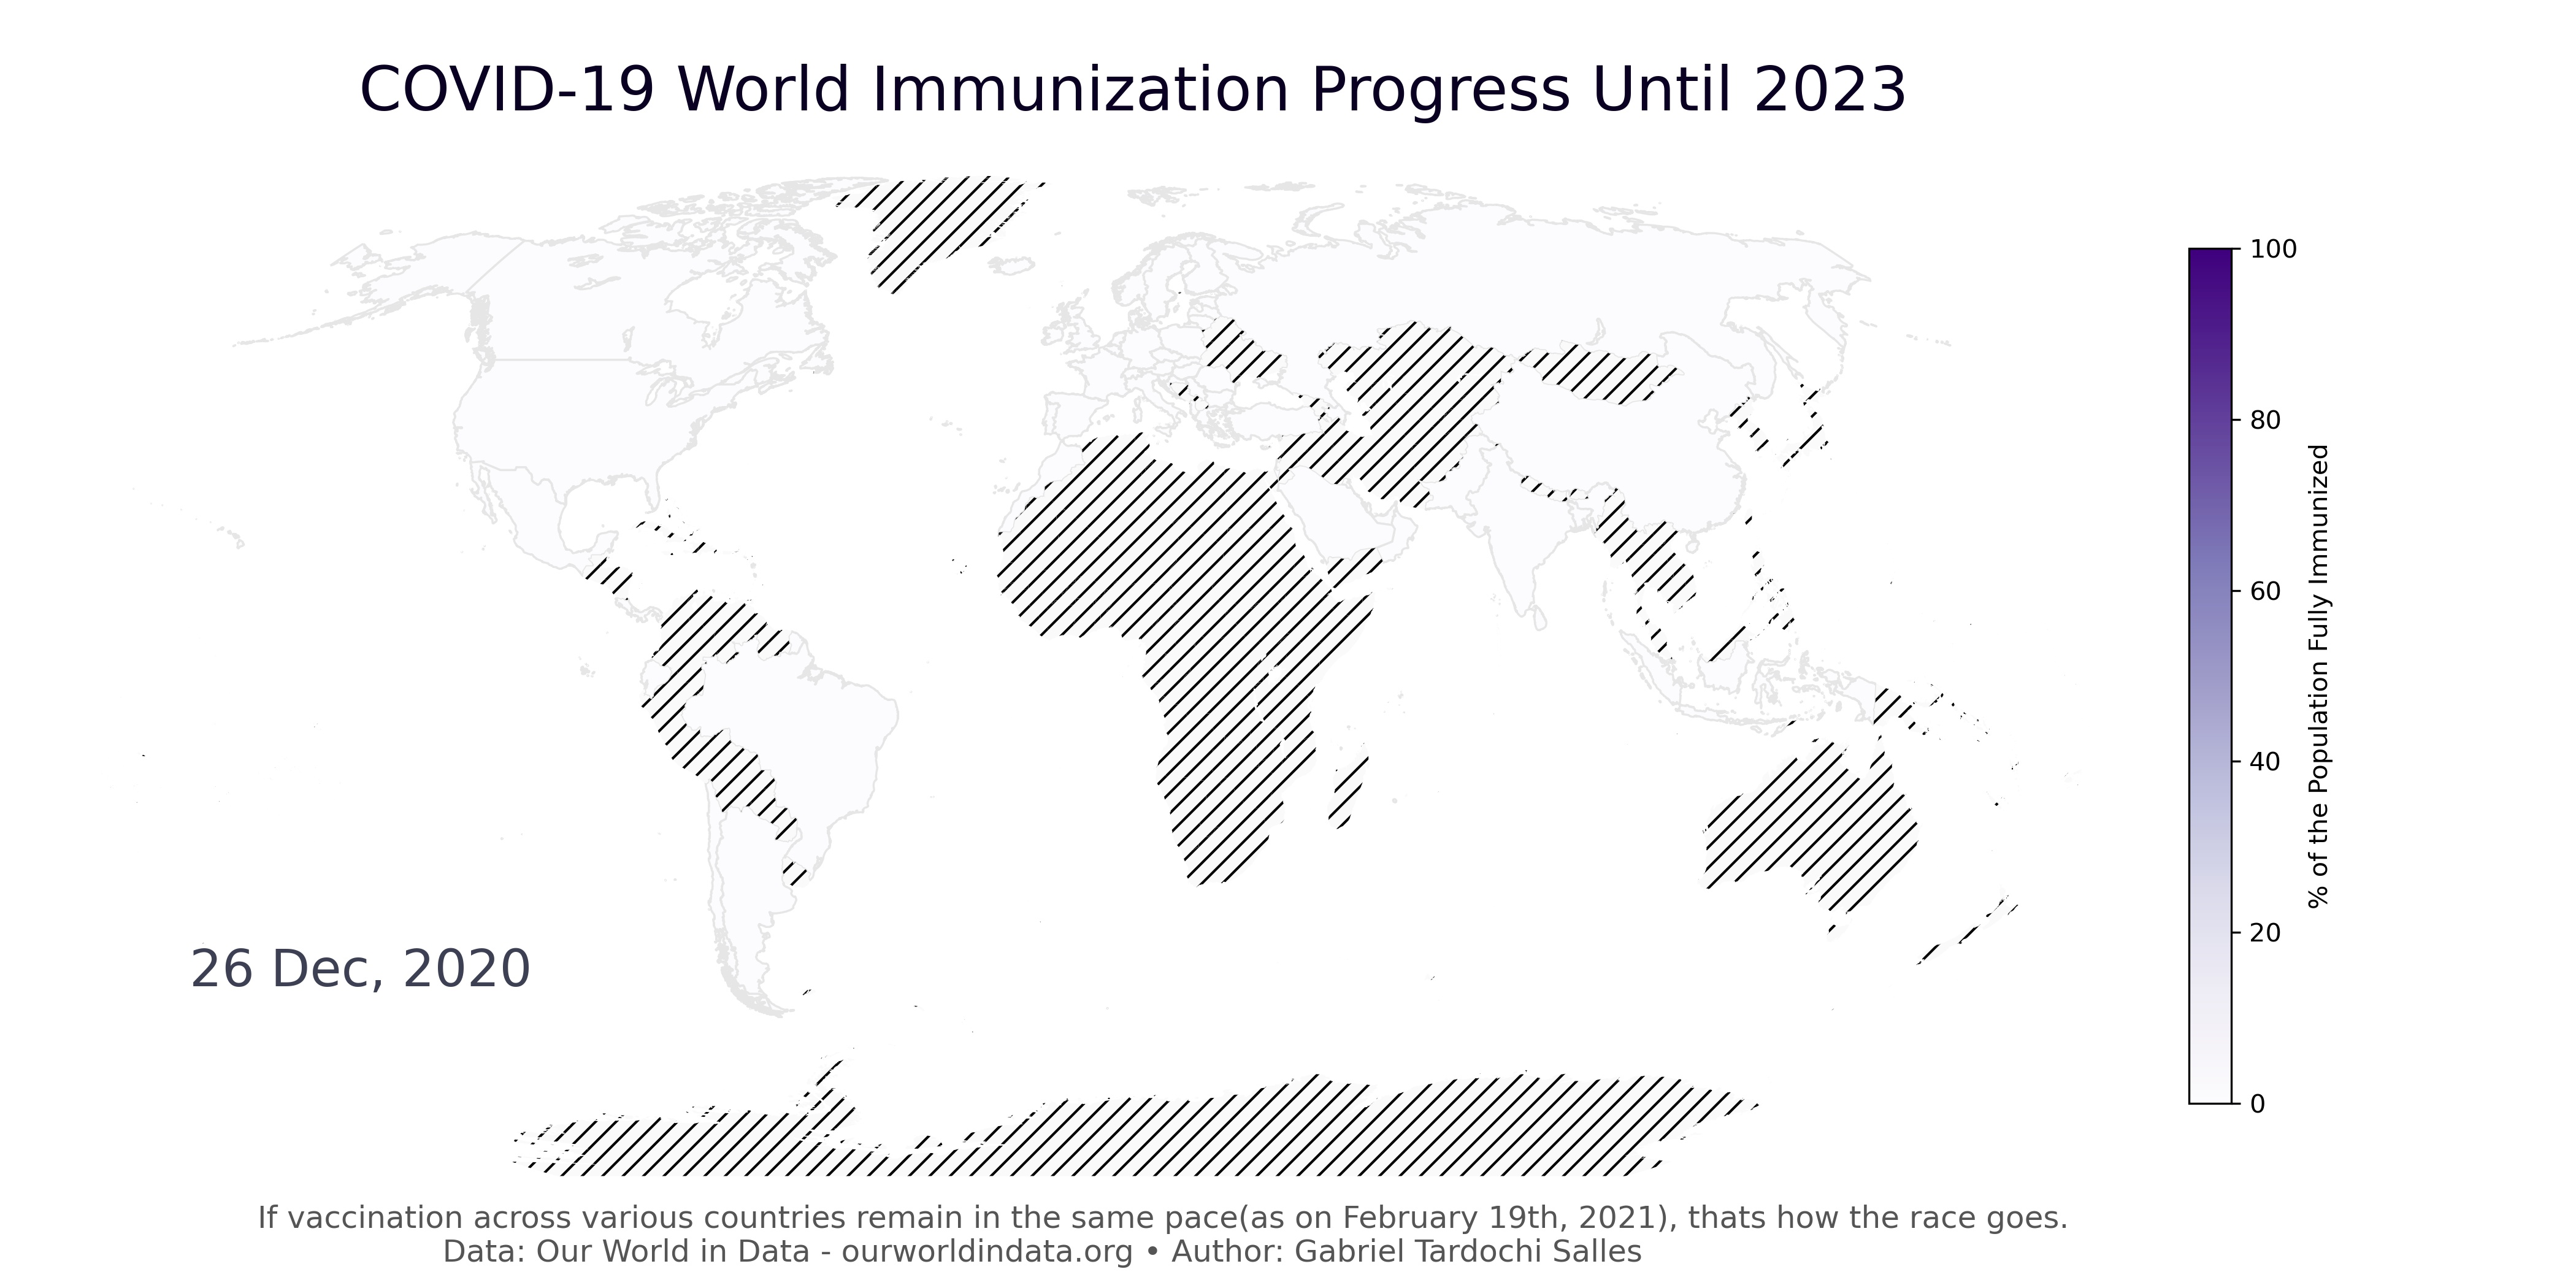 COVID-19 World Immunization Progress Until 2023
100
80
60
40
20
0
% of the Population Fully Immunized
26 Dec, 2020
If vaccination across various countries remain in the same pace(as on February 19th, 2021), thats how the race goes.
Data: Our World in Data - ourworldindata.org • Author: Gabriel Tardochi Salles